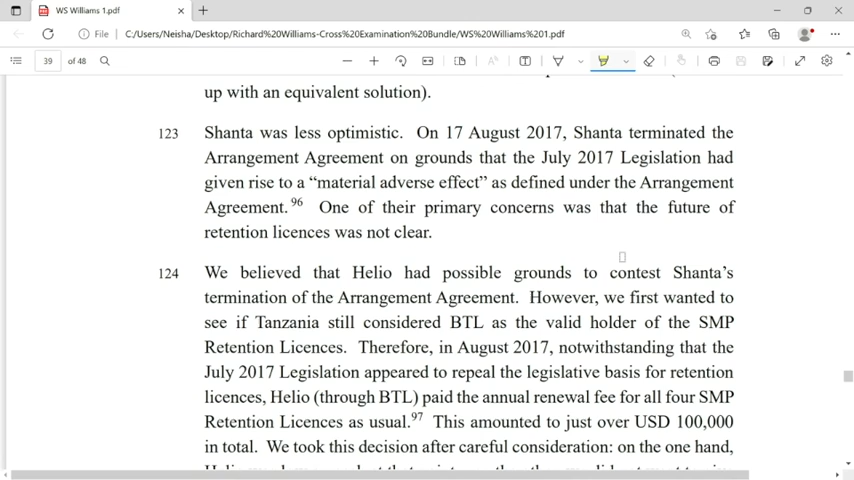 WS Williams 1.pdf
File
C:/Users/Neisha/Desktop/Richard%20Williams-Cross%20Examination%20Bundle/WS%20Williams%201.pdf
39 of 48
up with an equivalent solution).
123 Shanta was less optimistic. On 17 August 2017, Shanta terminated the
Arrangement Agreement on grounds that the July 2017 Legislation had
given rise to a “material adverse effect” as defined under the Arrangement
Agreement.96 One of their primary concerns was that the future of
retention licences was not clear.
124 We believed that Helio had possible grounds to contest Shanta’s
termination of the Arrangement Agreement. However, we first wanted to
see if Tanzania still considered BTL as the valid holder of the SMP
Retention Licences. Therefore, in August 2017, notwithstanding that the
July 2017 Legislation appeared to repeal the legislative basis for retention
licences, Helio (through BTL) paid the annual renewal fee for all four SMP
Retention Licences as usual.97 This amounted to just over USD 100,000
in total. We took this decision after careful consideration: on the one hand,